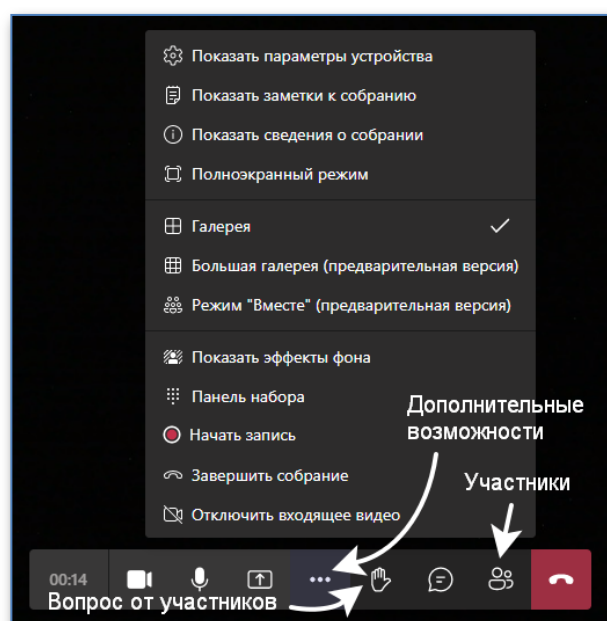 Показать параметры устройства
Показать заметки к собранию
Показать сведения о собрании
Полноэкранный режим
Галерея
Большая галерея (предварительная версия)
Режим "Вместе" (предварительная версия)
Показать эффекты фона
Панель набора
Начать запись
Завершить собрание
Отключить входящее видео
Дополнительные
возможности
Участники
00:14
Вопрос от участников